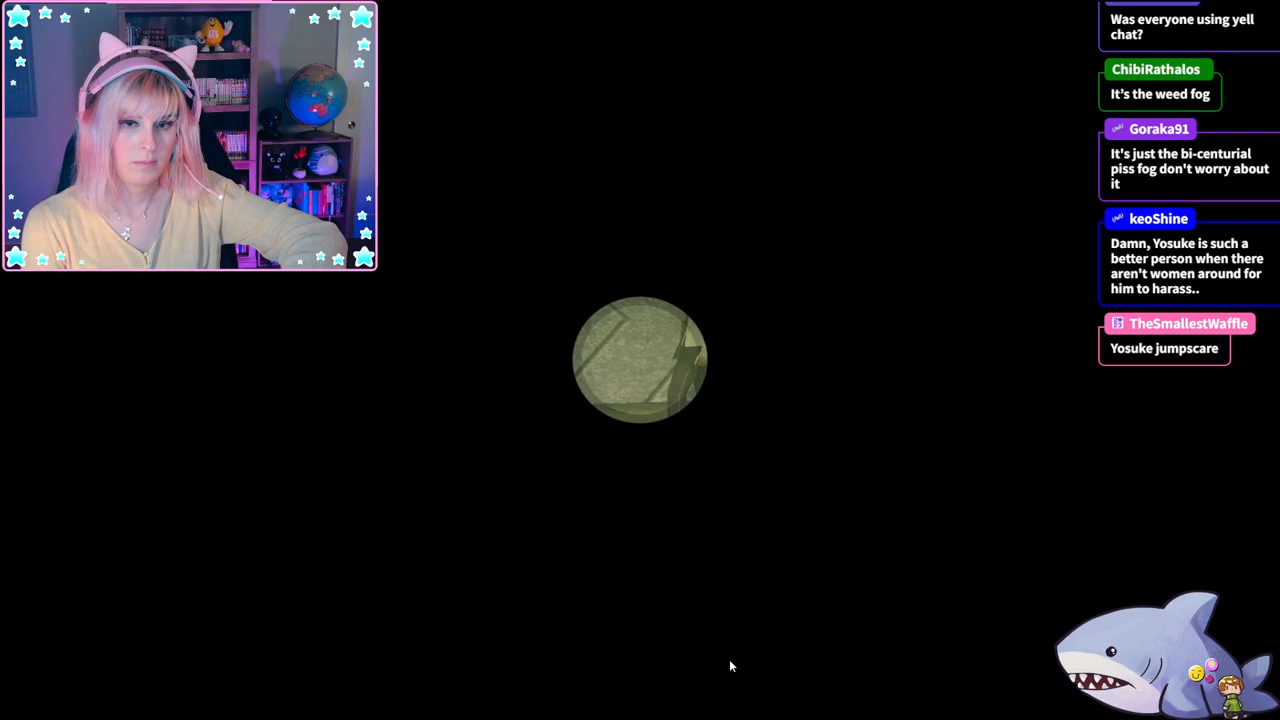 Was everyone using yell
chat?
ChibiRathalos
It's the weed fog
Goraka91
It's just the bi-centurial
piss fog don't worry about
it
keoShine
Damn, Yosuke is such a
better person when there
aren't women around for
him to harass..
TheSmallestWaffle
Yosuke jumpscare